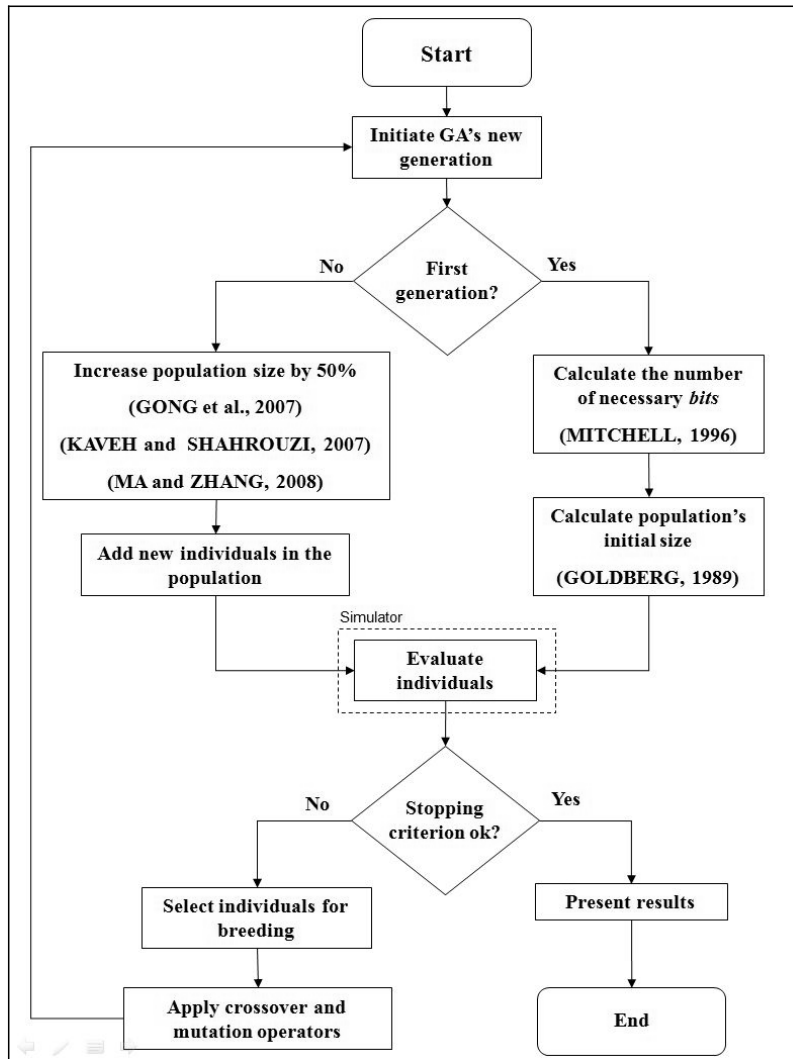 Start
Initiate GA's new
generation
No
Yes
First
generation?
Increase population size by 50%
(GONG et al., 2007)
(KAVEH and SHAHROUZI, 2007)
(MA and ZHANG, 2008)
Calculate the number
of necessary bits
(MITCHELL, 1996)
Add new individuals in the
population
Calculate population's
initial size
(GOLDBERG, 1989)
Simulator
Evaluate
individuals
No
Yes
Stopping
criterion ok?
Select individuals for
breeding
Present results
Apply crossover and
mutation operators
End